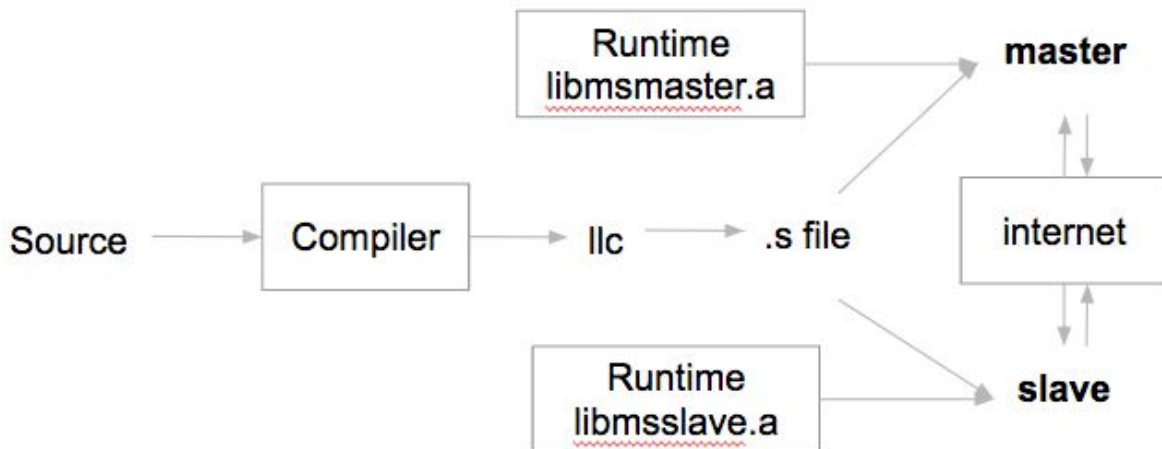 Runtime
libmsmaster.a
master
Source
Compiler
llc
.s file
internet
Runtime
libmsslave.a
slave